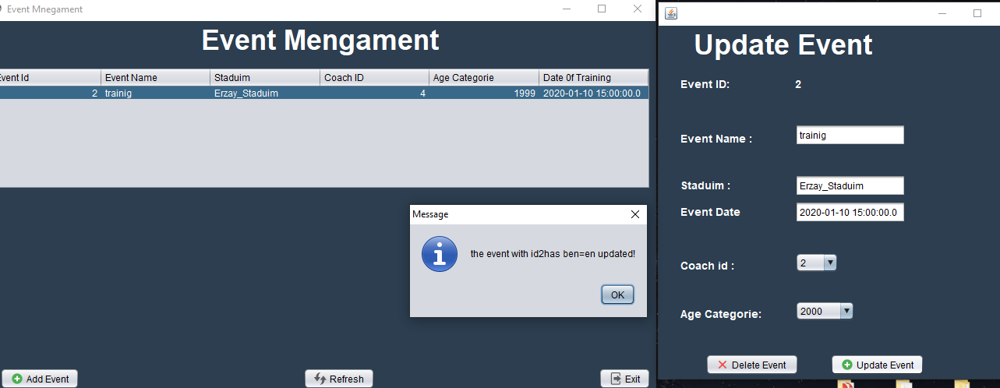 Event Mnegament
Event Mengament
Event Id Event Name Staduim Coach ID Age Categorie Date 0f Training
2 trainig Erzay_Staduim 4 1999 2020-01-10 15:00:00.0
Message
the event with id2has ben=en updated!
OK
Add Event Refresh Exit
Update Event
Event ID: 2
Event Name : trainig
Staduim : Erzay_Staduim
Event Date 2020-01-10 15:00:00.0
Coach id : 2
Age Categorie: 2000
Delete Event Update Event